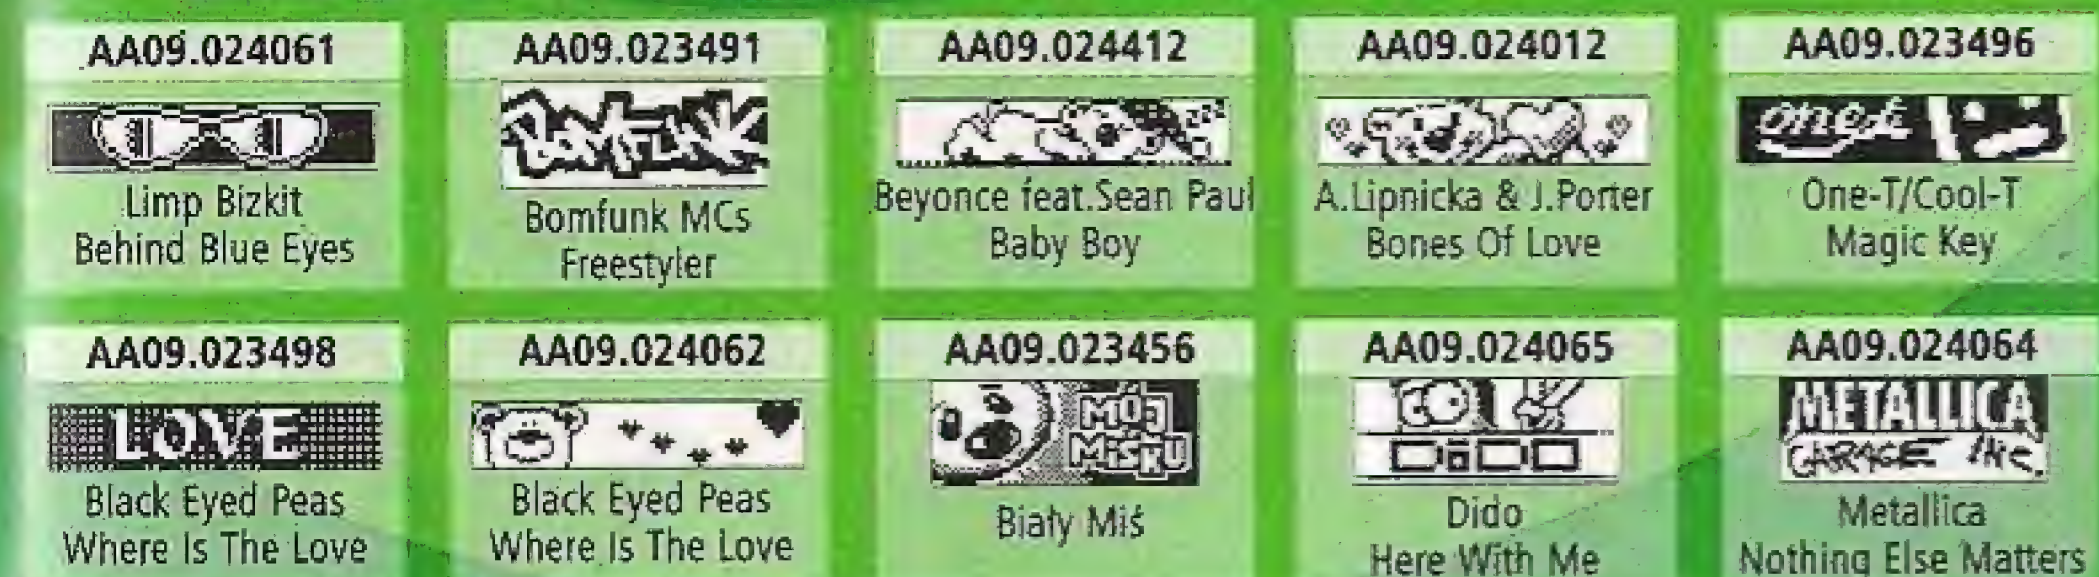 AA09.024061
Limp Bizkit
Behind Blue Eyes
AA09.023491
BOMFUNK
Bomfunk MCs
Freestyler
AA09.024412
Beyonce feat.Sean Paul
Baby Boy
AA09.024012
A.Lipnicka & J.Porter
Bones Of Love
AA09.023496
one-t
One-T/Cool-T
Magic Key
AA09.023498
LOVE
Black Eyed Peas
Where Is The Love
AA09.024062
Black Eyed Peas
Where Is The Love
AA09.023456
MÓJ
MiśKU
Biały Miś
AA09.024065
DiDO
Dido
Here With Me
AA09.024064
METALLICA
GARAGE INC.
Metallica
Nothing Else Matters